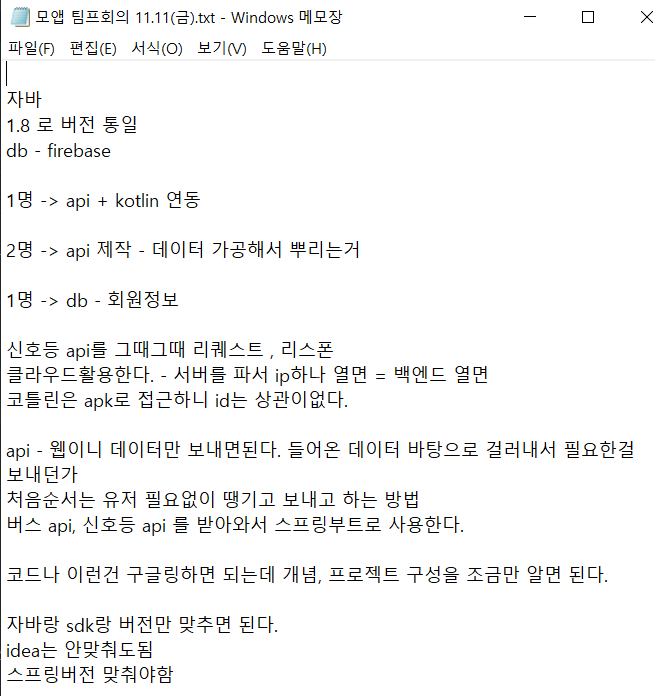 모앱 팀프회의 11.11(금).txt - Windows 메모장
파일(F) 편집(E) 서식(O) 보기(V) 도움말(H)
자바
1.8 로 버전 통일
db - firebase
1명 -> api + kotlin 연동
2명 -> api 제작 - 데이터 가공해서 뿌리는거
1명 -> db - 회원정보
신호등 api를 그때그때 리퀘스트 , 리스폰
클라우드활용한다. - 서버를 파서 ip하나 열면 = 백엔드 열면
코틀린은 apk로 접근하니 id는 상관이없다.
api - 웹이니 데이터만 보내면된다. 들어온 데이터 바탕으로 걸러내서 필요한걸
보내던가
처음순서는 유저 필요없이 땡기고 보내고 하는 방법
버스 api, 신호등 api 를 받아와서 스프링부트로 사용한다.
코드나 이런건 구글링하면 되는데 개념, 프로젝트 구성을 조금만 알면 된다.
자바랑 sdk랑 버전만 맞추면 된다.
idea는 안맞춰도됨
스프링버전 맞춰야함